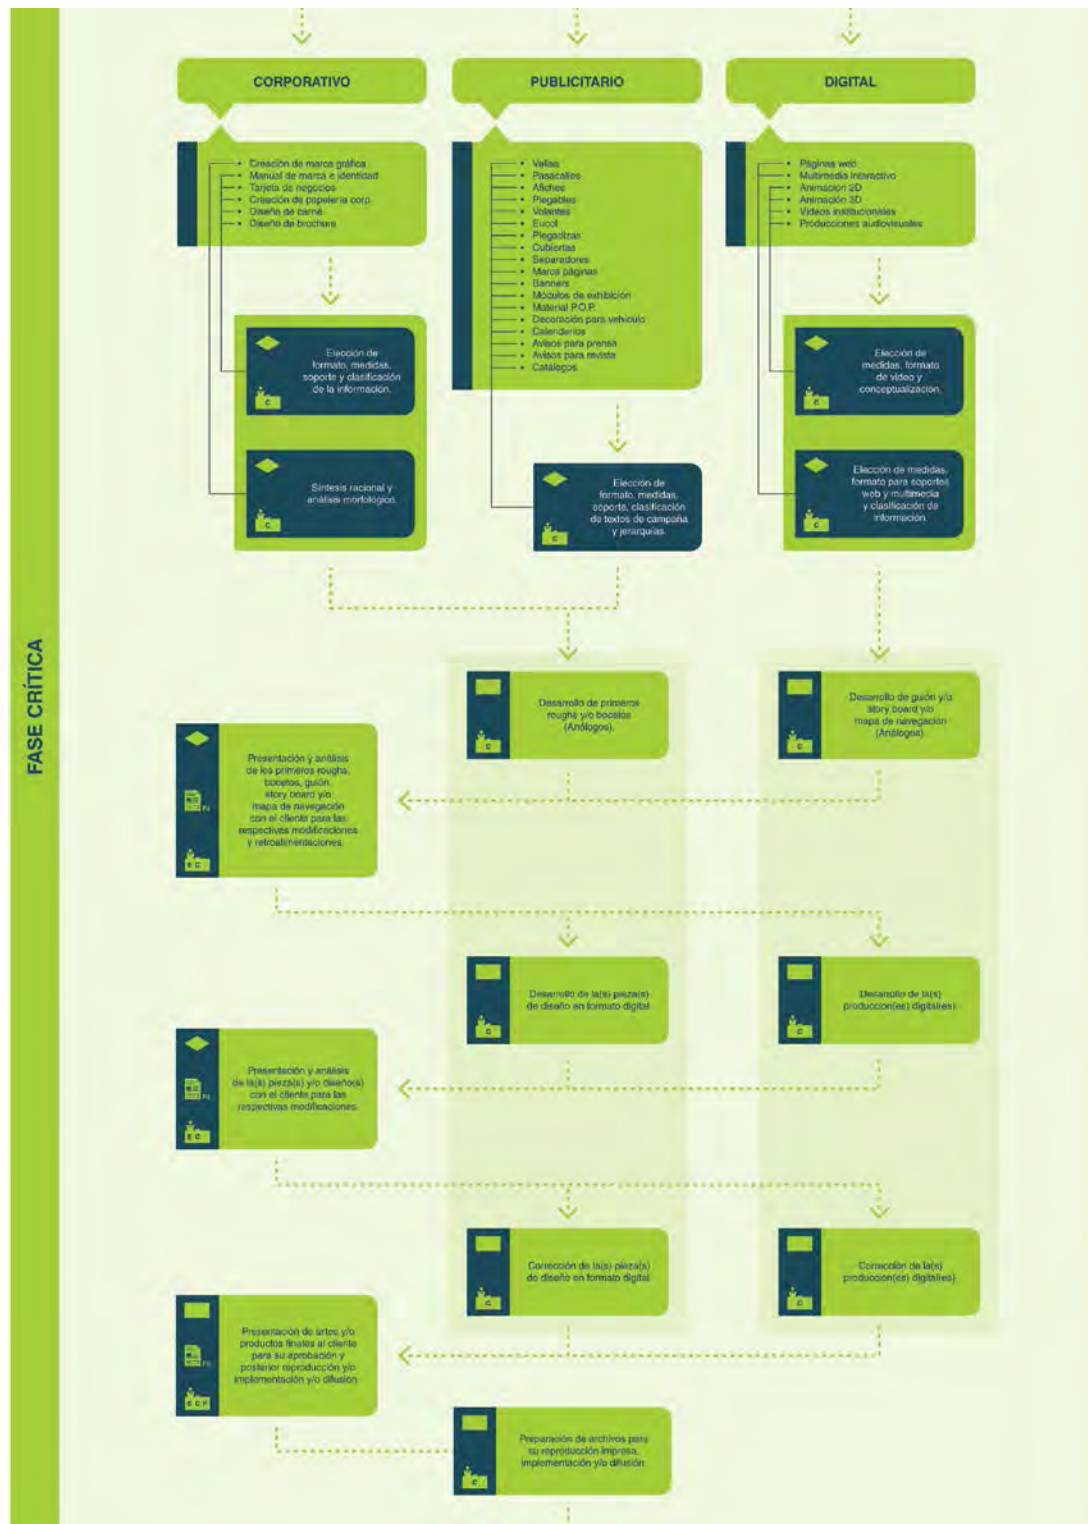 FASE CRÍTICA
CORPORATIVO
• Creación de marca gráfica
• Manual de marca e identidad
• Tarjeta de negocios
• Creación de papelería corp.
• Diseño de carné
• Diseño de brochure
Elección de
formato, medidas,
soporte y clasificación
de la información.
C
Síntesis racional y
análisis morfológico.
C
PUBLICITARIO
• Vallas
• Pasacalles
• Afiches
• Plegables
• Volantes
• Eucol
• Plegadizas
• Cubiertas
• Separadores
• Marca páginas
• Banners
• Módulos de exhibición
• Material P.O.P.
• Decoración para vehículo
• Calendarios
• Avisos para prensa
• Avisos para revista
• Catálogos
Elección de
formato, medidas,
soporte, clasificación
de textos de campaña
y jerarquías.
C
DIGITAL
• Páginas web
• Multimedia interactivo
• Animación 2D
• Animación 3D
• Videos institucionales
• Producciones audiovisuales
Elección de
medidas, formato
de video y
conceptualización.
C
Elección de medidas,
formato para soportes
web y multimedia
y clasificación de
información.
C
Desarrollo de primeros
roughs y/o bocetos
(Análogos).
C
Desarrollo de guión y/o
story board y/o
mapa de navegación
(Análogos).
C
Presentación y análisis
de los primeros roughs,
bocetos, guión,
story board y/o
mapa de navegación
con el cliente para las
respectivas modificaciones
y retroalimentaciones.
E C
Desarrollo de la(s) pieza(s)
de diseño en formato digital
C
Desarrollo de la(s)
producción(es) digital(es)
C
Presentación y análisis
de la(s) pieza(s) y/o diseño(s)
con el cliente para las
respectivas modificaciones.
E C
Corrección de la(s) pieza(s)
de diseño en formato digital
C
Corrección de la(s)
producción(es) digital(es)
C
Presentación de artes y/o
productos finales al cliente
para su aprobación y
posterior reproducción y/o
implementación y/o difusión
E C P
Preparación de archivos para
su reproducción impresa,
implementación y/o difusión.
C